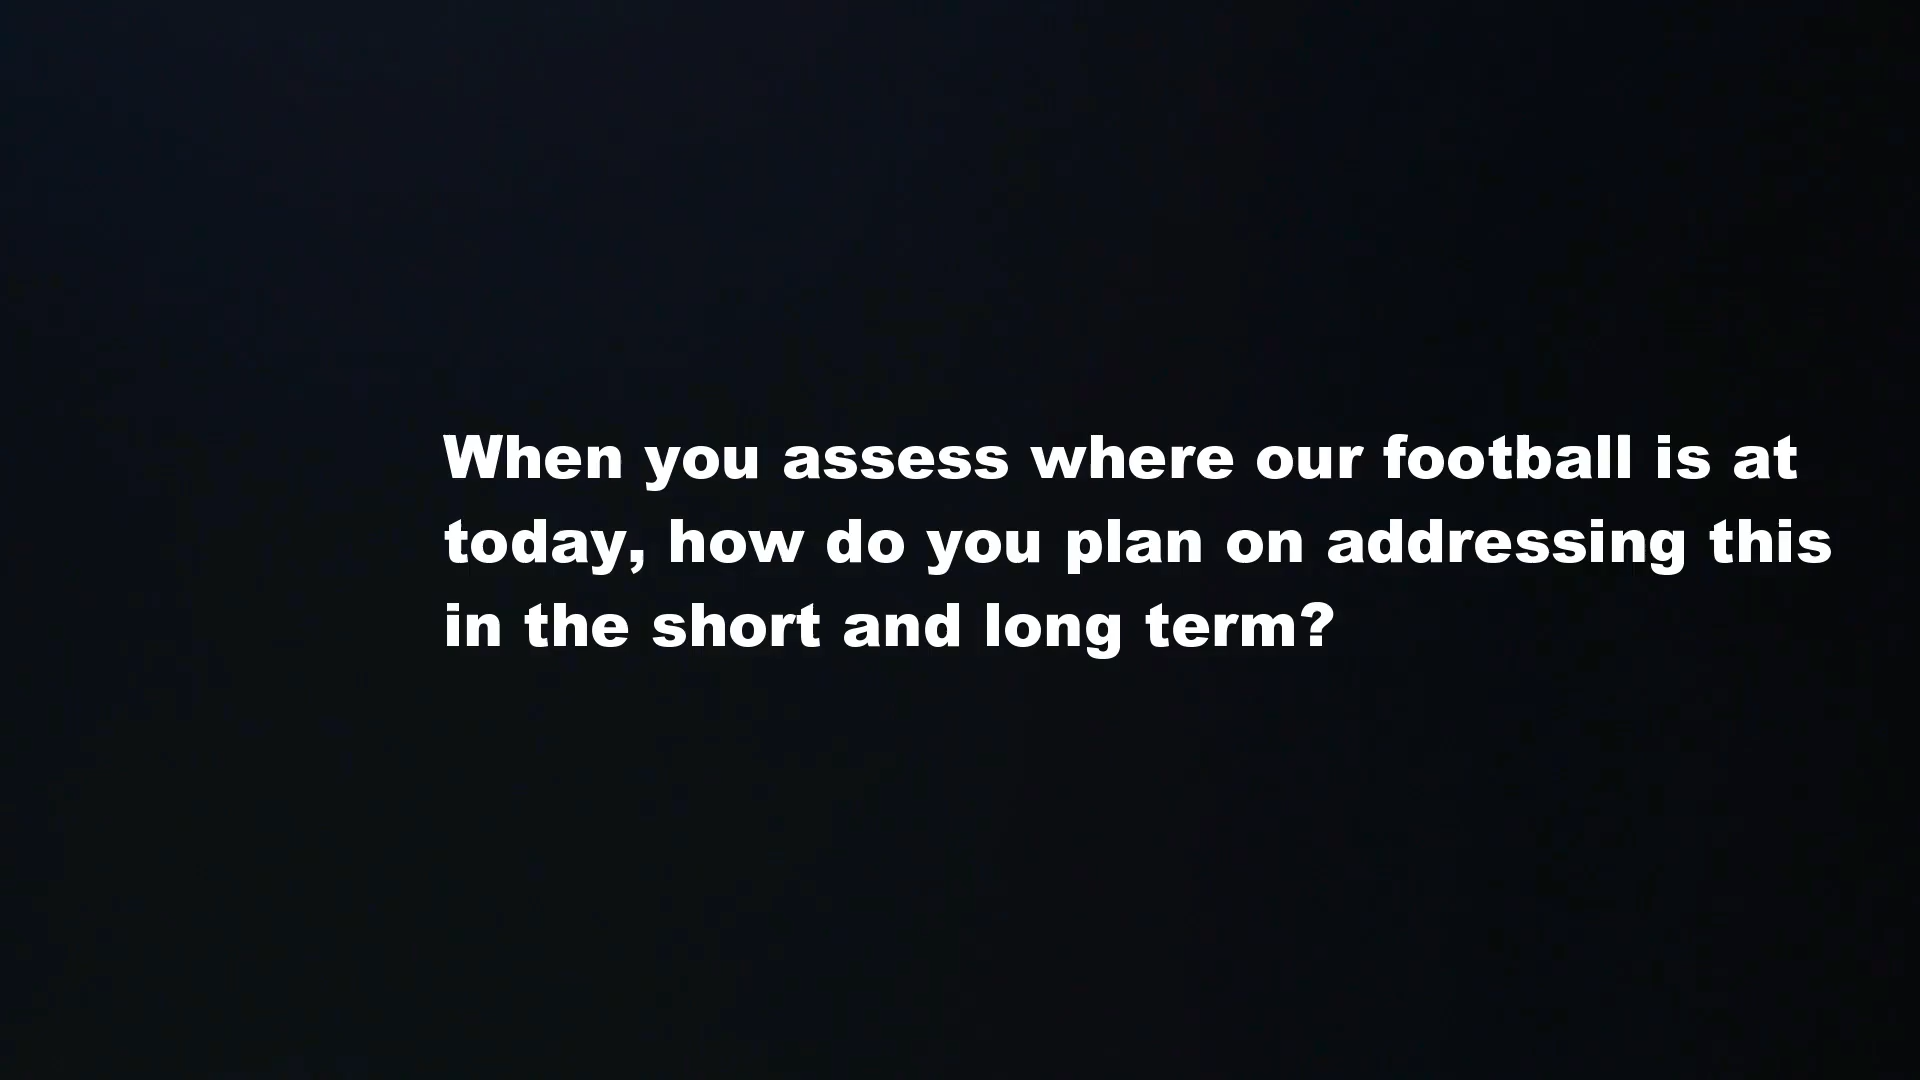 When you assess where our football is at
today, how do you plan on addressing this
in the short and long term?